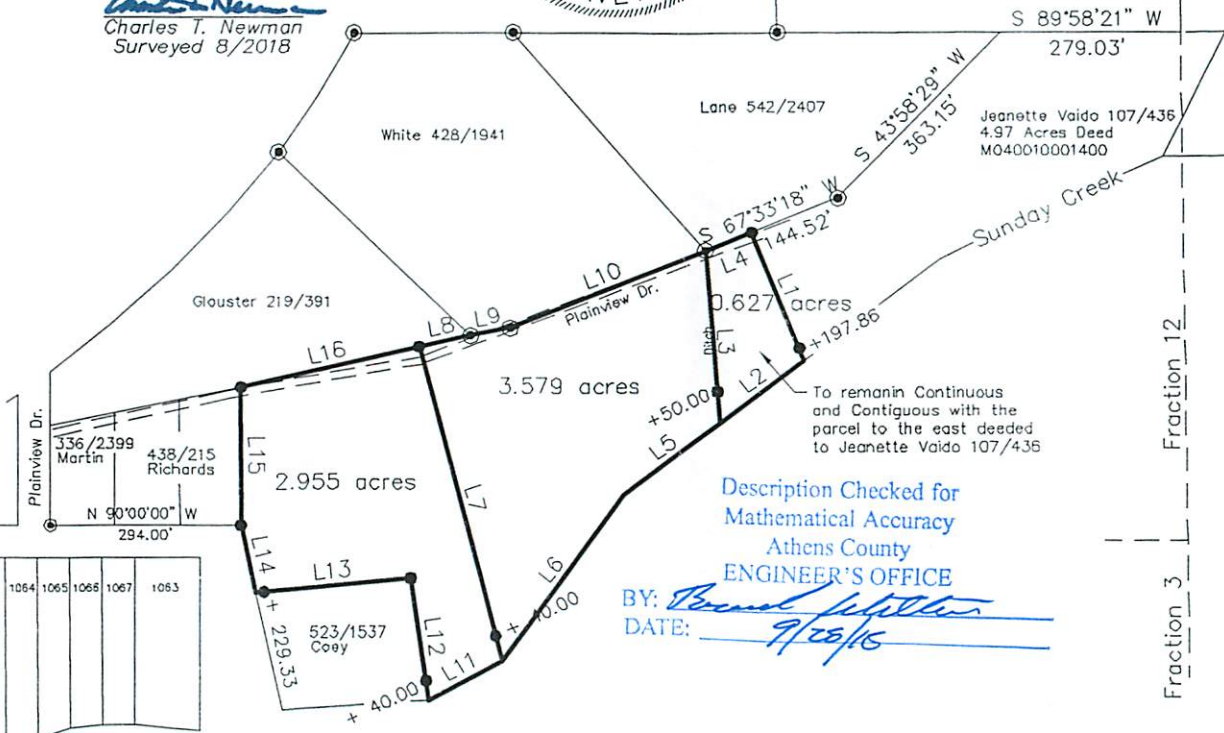 Charles T. Newman
Surveyed 8/2018
S 89°58'21" W
279.03'
White 428/1941
Lane 542/2407
S 43°58'29" W
363.15'
Jeanette Vaido 107/436
4.97 Acres Deed
M040010001400
Glouster 219/391
S 67°33'18" W
144.52'
Sunday Creek
L10
L4
L1
Plainview Dr.
0.627 acres
L8
L9
L16
L3
Ditch
+197.86
L2
3.579 acres
+50.00
To remanin Continuous
and Contiguous with the
parcel to the east deeded
to Jeanette Vaido 107/436
Fraction 12
Plainview Dr.
336/2399
Martin
438/215
Richards
L15
2.955 acres
L7
L5
N 90°00'00" W
294.00'
L14
L13
L6
Description Checked for
Mathematical Accuracy
Athens County
ENGINEER'S OFFICE
BY:
DATE:
1064 1065 1066 1067 1063
+ 229.33
523/1537
Coey
L12
L11
+ 40.00
+ 40.00
Fraction 3